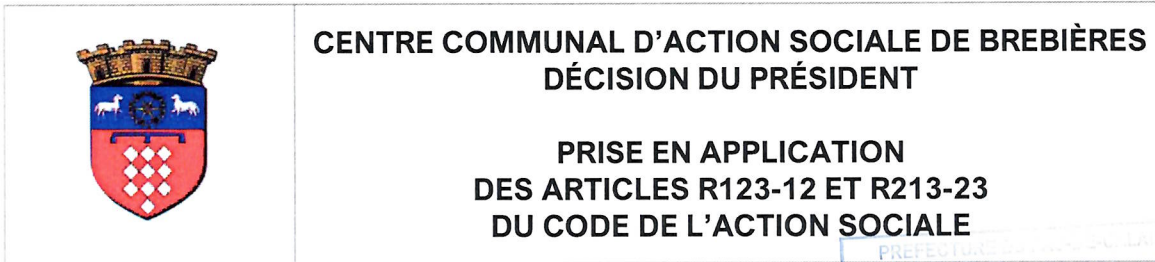 CENTRE COMMUNAL D'ACTION SOCIALE DE BREBIÈRES
DÉCISION DU PRÉSIDENT
PRISE EN APPLICATION
DES ARTICLES R123-12 ET R213-23
DU CODE DE L'ACTION SOCIALE